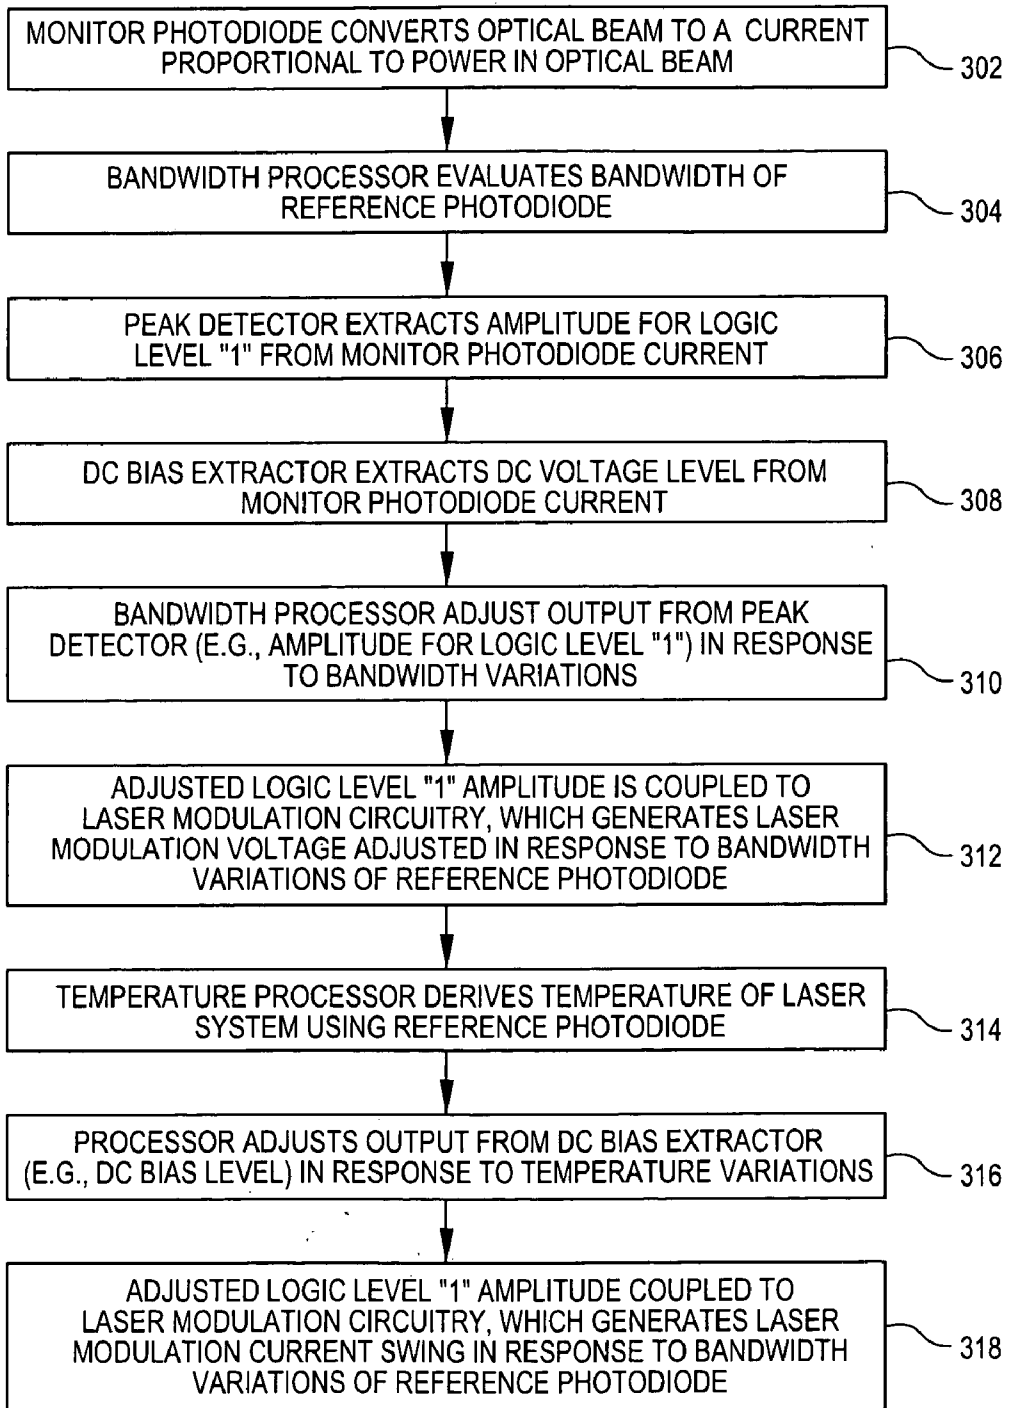 MONITOR PHOTODIODE CONVERTS OPTICAL BEAM TO A CURRENT
PROPORTIONAL TO POWER IN OPTICAL BEAM
302
BANDWIDTH PROCESSOR EVALUATES BANDWIDTH OF
REFERENCE PHOTODIODE
304
PEAK DETECTOR EXTRACTS AMPLITUDE FOR LOGIC
LEVEL "1" FROM MONITOR PHOTODIODE CURRENT
306
DC BIAS EXTRACTOR EXTRACTS DC VOLTAGE LEVEL FROM
MONITOR PHOTODIODE CURRENT
308
BANDWIDTH PROCESSOR ADJUST OUTPUT FROM PEAK
DETECTOR (E.G., AMPLITUDE FOR LOGIC LEVEL "1") IN RESPONSE
TO BANDWIDTH VARIATIONS
310
ADJUSTED LOGIC LEVEL "1" AMPLITUDE IS COUPLED TO
LASER MODULATION CIRCUITRY, WHICH GENERATES LASER
MODULATION VOLTAGE ADJUSTED IN RESPONSE TO BANDWIDTH
VARIATIONS OF REFERENCE PHOTODIODE
312
TEMPERATURE PROCESSOR DERIVES TEMPERATURE OF LASER
SYSTEM USING REFERENCE PHOTODIODE
314
PROCESSOR ADJUSTS OUTPUT FROM DC BIAS EXTRACTOR
(E.G., DC BIAS LEVEL) IN RESPONSE TO TEMPERATURE VARIATIONS
316
ADJUSTED LOGIC LEVEL "1" AMPLITUDE COUPLED TO
LASER MODULATION CIRCUITRY, WHICH GENERATES LASER
MODULATION CURRENT SWING IN RESPONSE TO BANDWIDTH
VARIATIONS OF REFERENCE PHOTODIODE
318